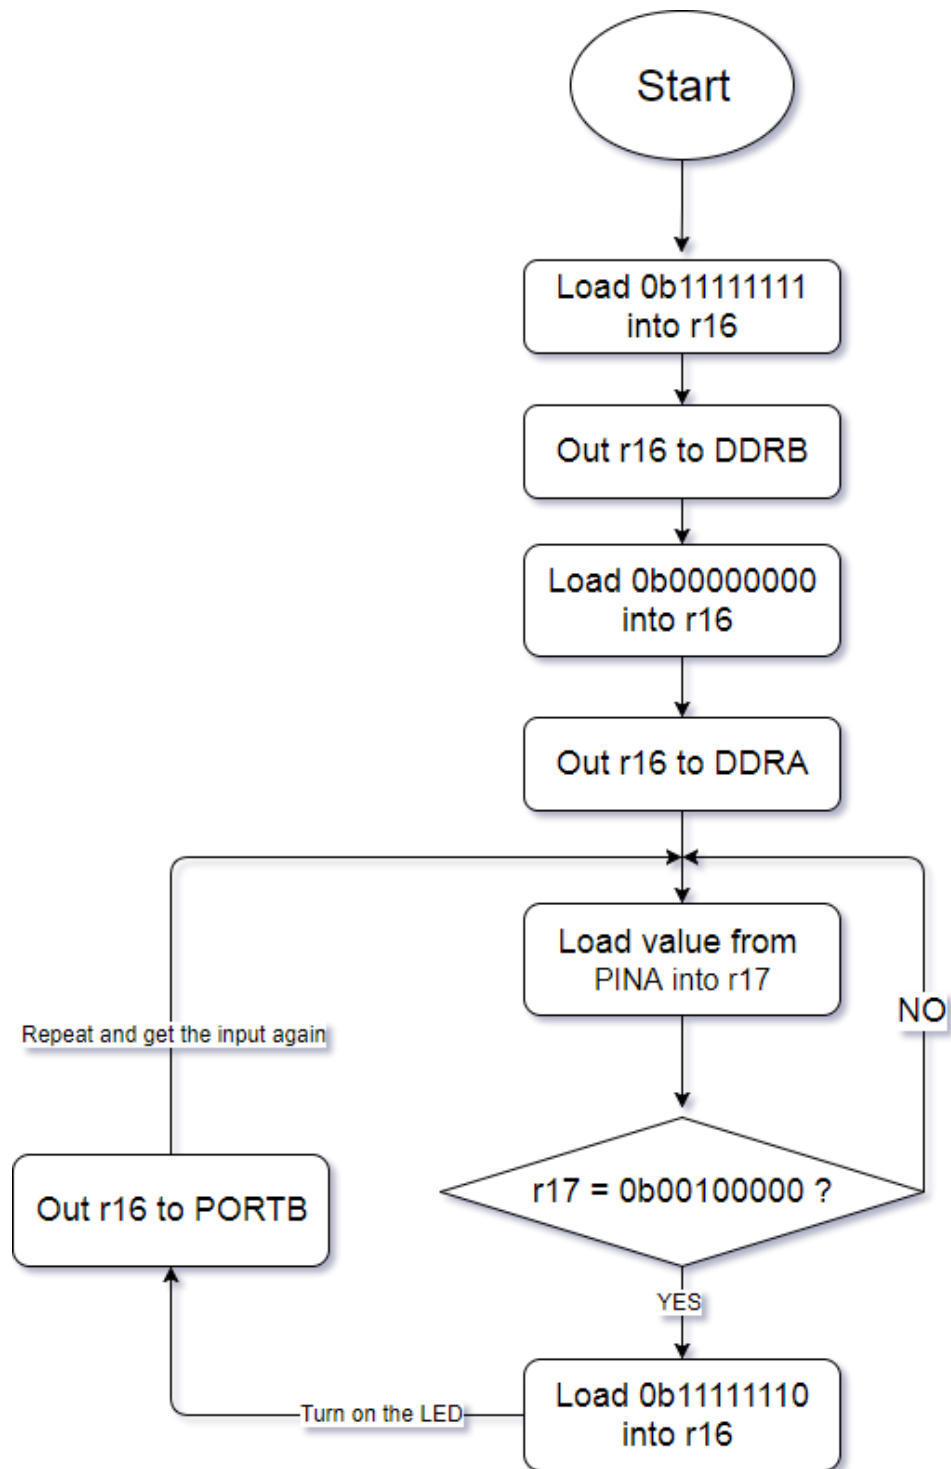 Start
Load 0b11111111
into r16
Out r16 to DDRB
Load 0b00000000
into r16
Out r16 to DDRA
Load value from
PINA into r17
NO
Repeat and get the input again
r17 = 0b00100000 ?
Out r16 to PORTB
YES
Load 0b11111110
into r16
Turn on the LED